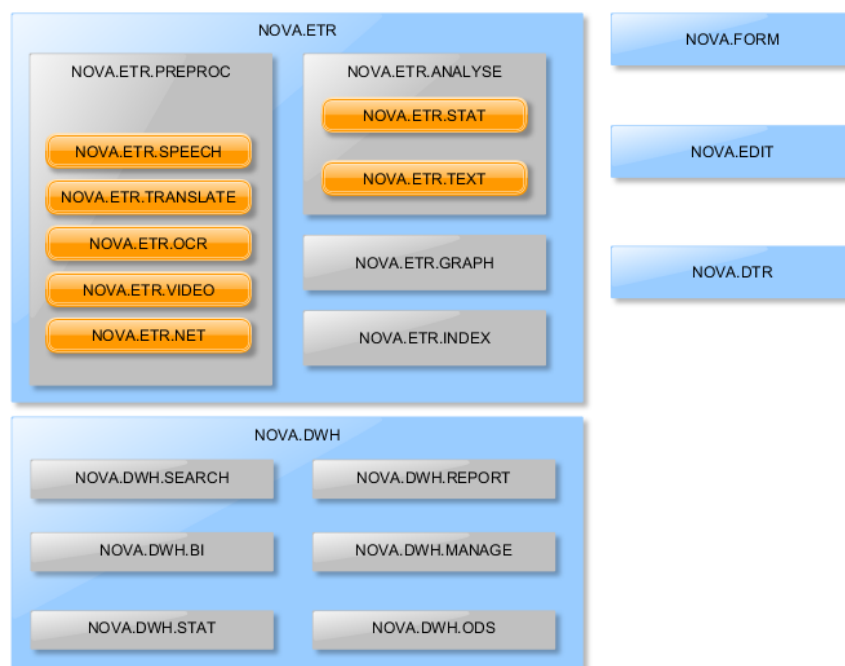 NOVA.ETR
NOVA.ETR.PREPROC
NOVA.ETR.SPEECH
NOVA.ETR.TRANSLATE
NOVA.ETR.OCR
NOVA.ETR.VIDEO
NOVA.ETR.NET
NOVA.ETR.ANALYSE
NOVA.ETR.STAT
NOVA.ETR.TEXT
NOVA.ETR.GRAPH
NOVA.ETR.INDEX
NOVA.FORM
NOVA.EDIT
NOVA.DTR
NOVA.DWH
NOVA.DWH.SEARCH
NOVA.DWH.REPORT
NOVA.DWH.BI
NOVA.DWH.MANAGE
NOVA.DWH.STAT
NOVA.DWH.ODS